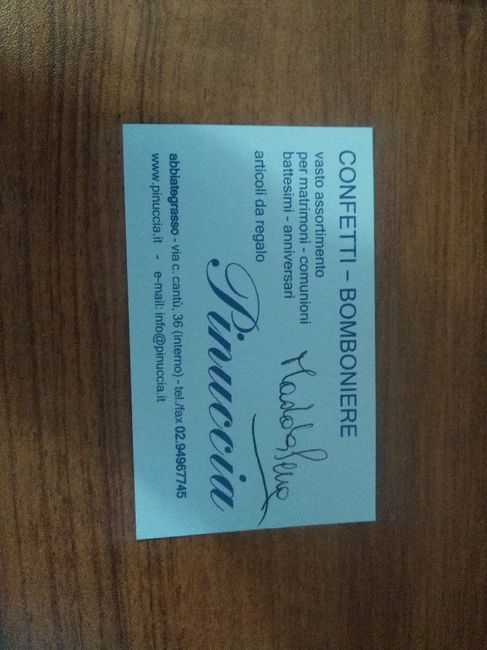 CONFETTI – BOMBONIERE
vasto assortimento
per matrimoni - comunioni
battesimi - anniversari
articoli da regalo
Maddalena
Pinuccia
abbiategrasso - via c. cantù, 36 (interno) - tel./fax 02.94967745
www.pinuccia.it - e-mail: info@pinuccia.it